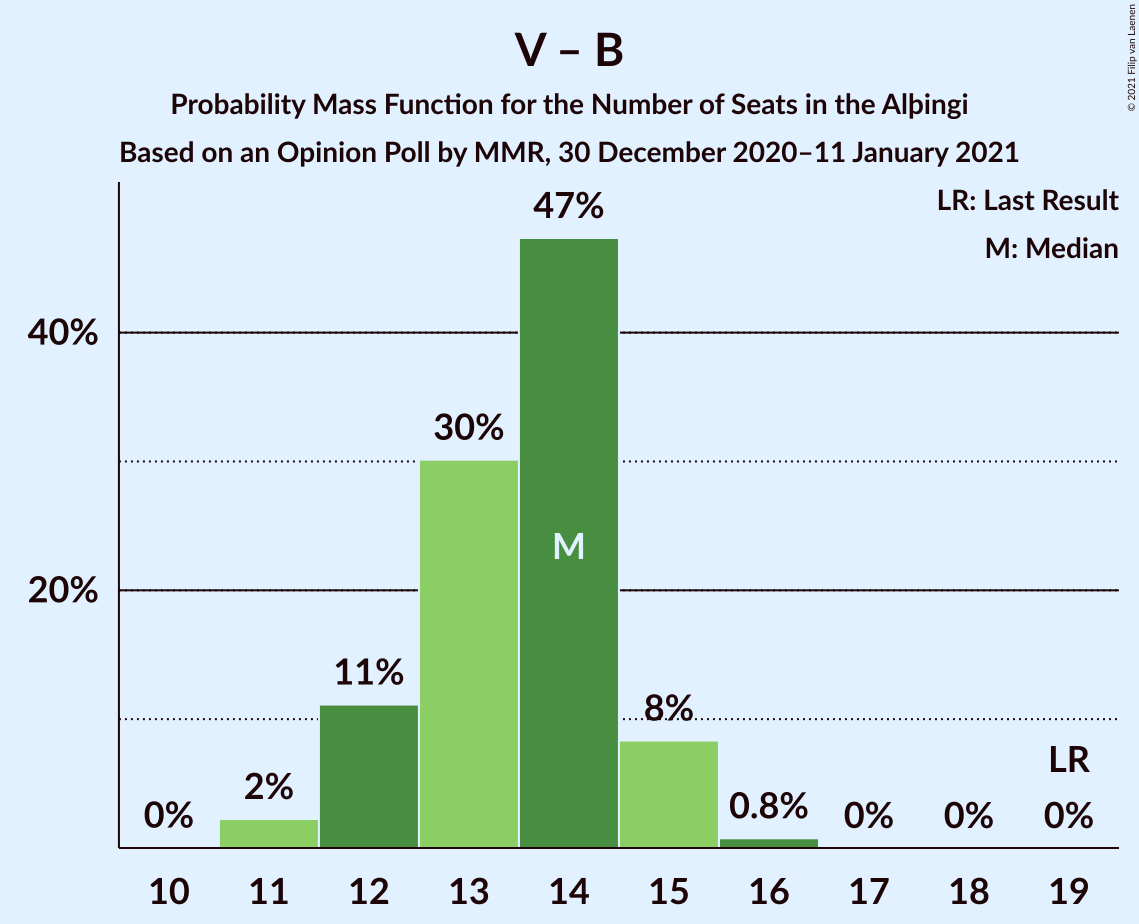 V – B
Probability Mass Function for the Number of Seats in the Alþingi
Based on an Opinion Poll by MMR, 30 December 2020–11 January 2021
© 2021 Filip van Laenen
LR: Last Result
M: Median
40%
20%
0%
2%
11%
30%
47%
M
8%
0.8%
0%
0%
LR
0%
10 11 12 13 14 15 16 17 18 19